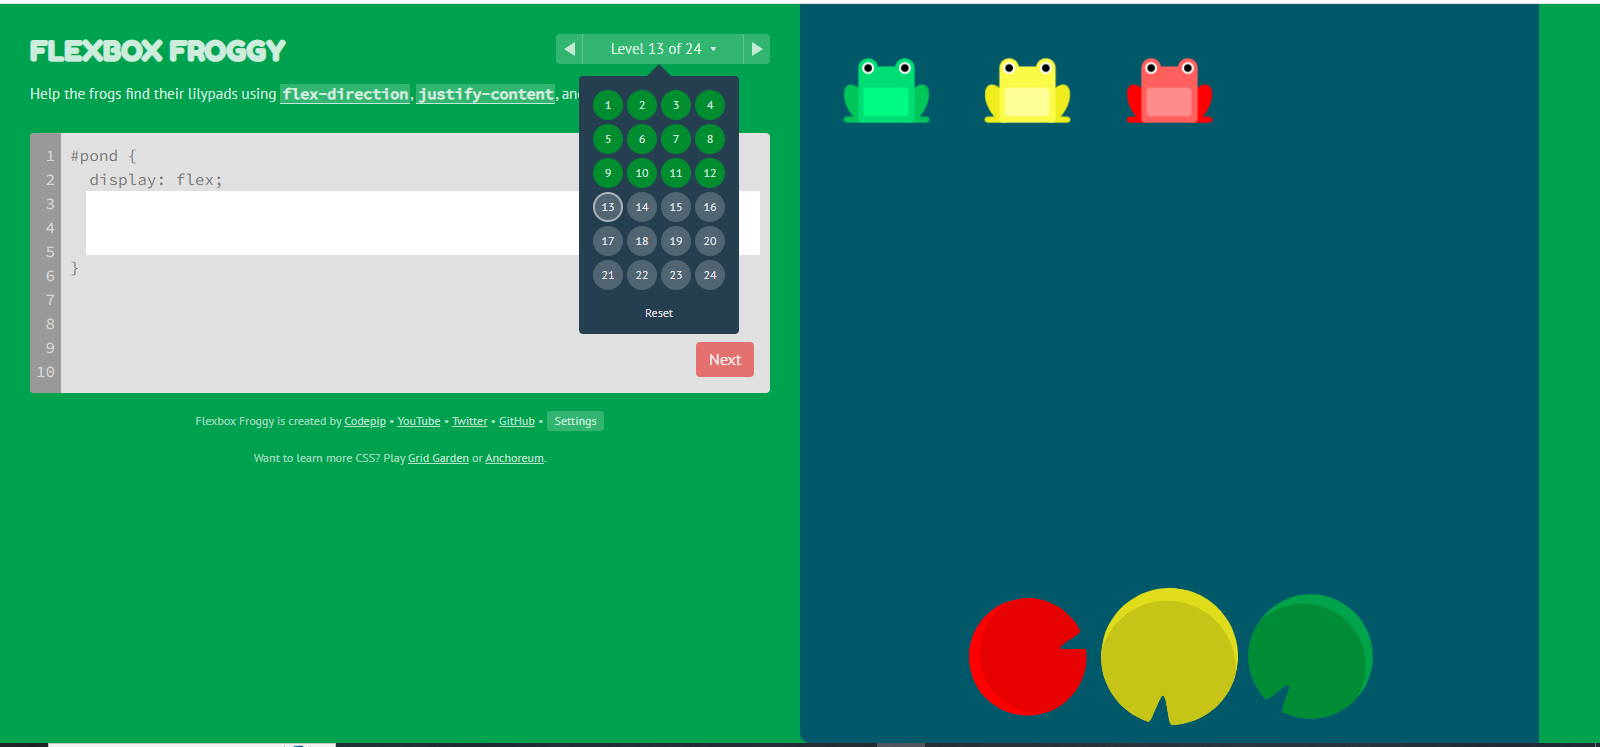 FLEXBOX FROGGY
Level 13 of 24
Help the frogs find their lilypads using flex-direction, justify-content, an
1 2 3 4
5 6 7 8
9 10 11 12
13 14 15 16
17 18 19 20
21 22 23 24
Reset
1 #pond {
2 display: flex;
3
4
5
6 }
7
8
9
10
Next
Flexbox Froggy is created by Codepip • YouTube • Twitter • GitHub • Settings
Want to learn more CSS? Play Grid Garden or Anchoreum.